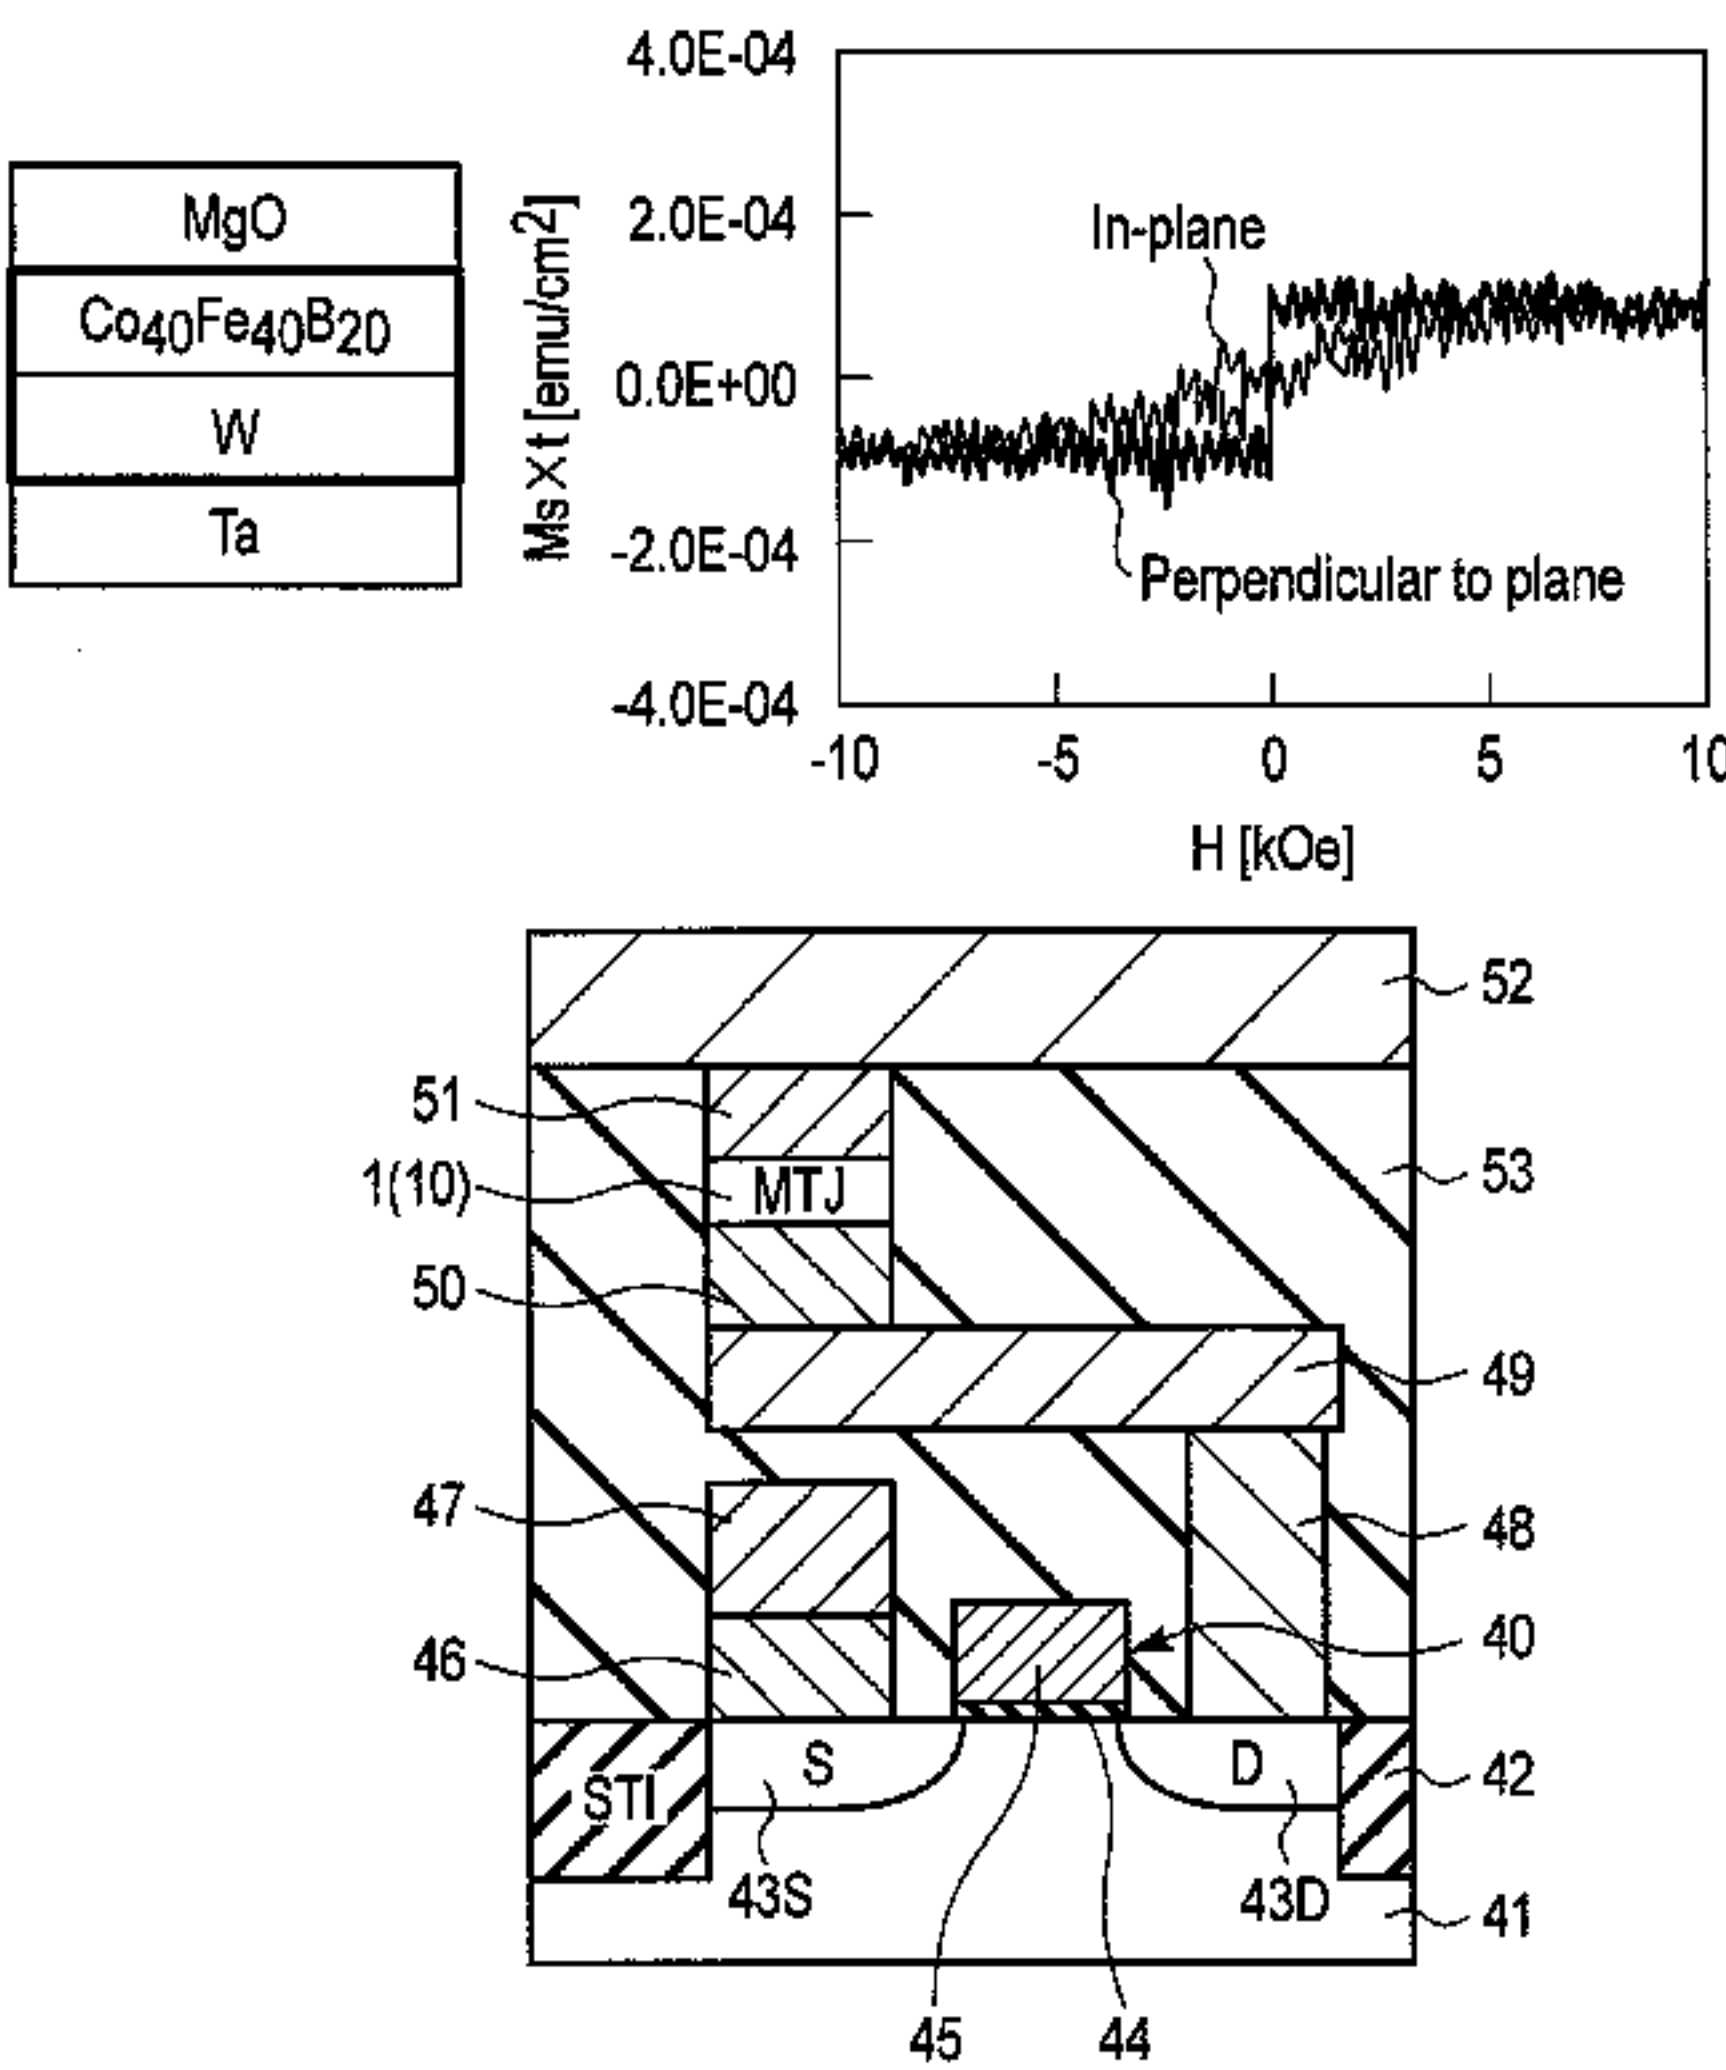 MgO
Co40Fe40B20
W
Ta
Ms×t [emu/cm2]
4.0E-04
2.0E-04
0.0E+00
-2.0E-04
-4.0E-04
In-plane
Perpendicular to plane
-10 -5 0 5 10
H [kOe]
52
51
53
1(10)
MTJ
50
49
47
48
46
40
S
D
STI
42
43S
43D
41
45
44